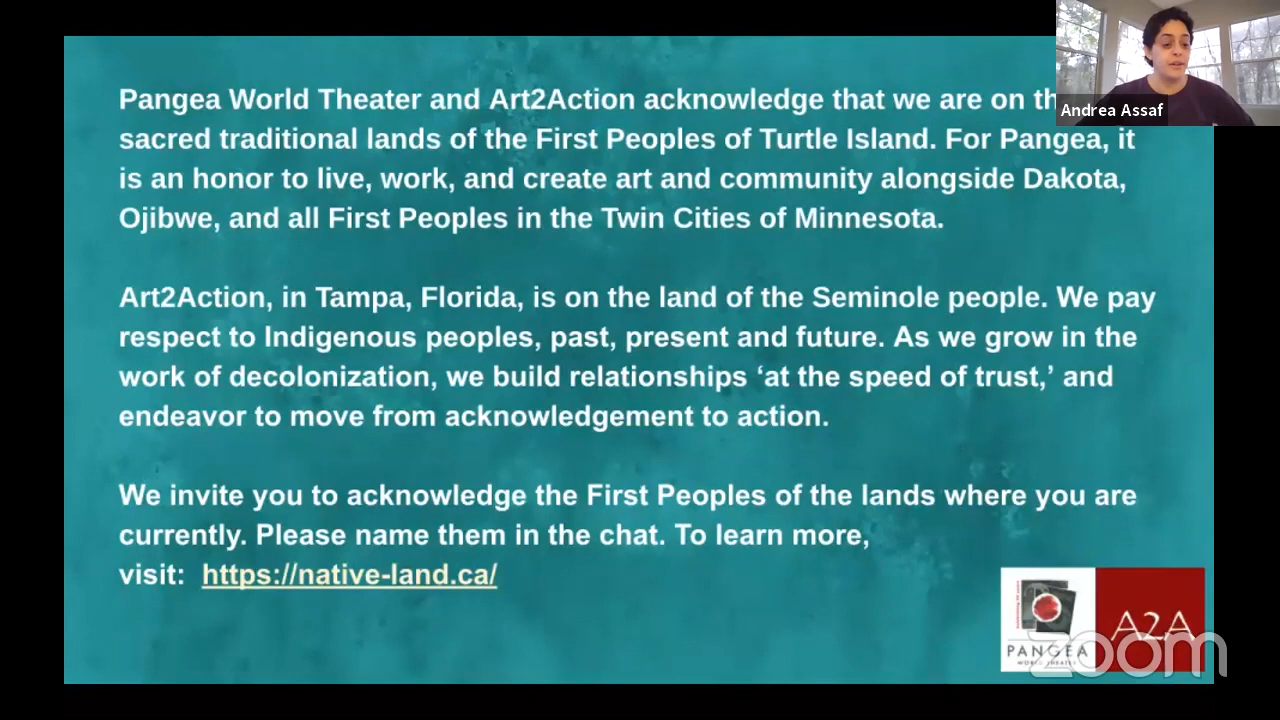 Andrea Assaf
Pangea World Theater and Art2Action acknowledge that we are on
sacred traditional lands of the First Peoples of Turtle Island. For Pangea, it
is an honor to live, work, and create art and community alongside Dakota,
Ojibwe, and all First Peoples in the Twin Cities of Minnesota.
Art2Action, in Tampa, Florida, is on the land of the Seminole people. We pay
respect to Indigenous peoples, past, present and future. As we grow in the
work of decolonization, we build relationships ‘at the speed of trust,’ and
endeavor to move from acknowledgement to action.
We invite you to acknowledge the First Peoples of the lands where you are
currently. Please name them in the chat. To learn more,
visit: https://native-land.ca/
A2A
PANGEA
WORLD THEATER
zoom